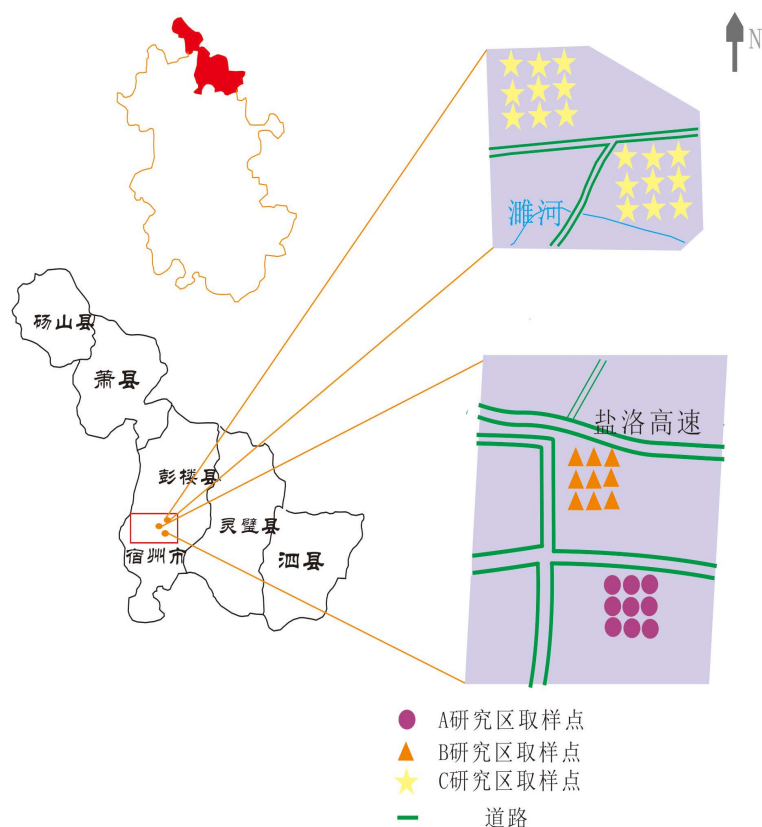 N
濉河
砀山县
萧县
盐洛高速
彭楼县
灵璧县
宿州市
泗县
A研究区取样点
B研究区取样点
C研究区取样点
道路